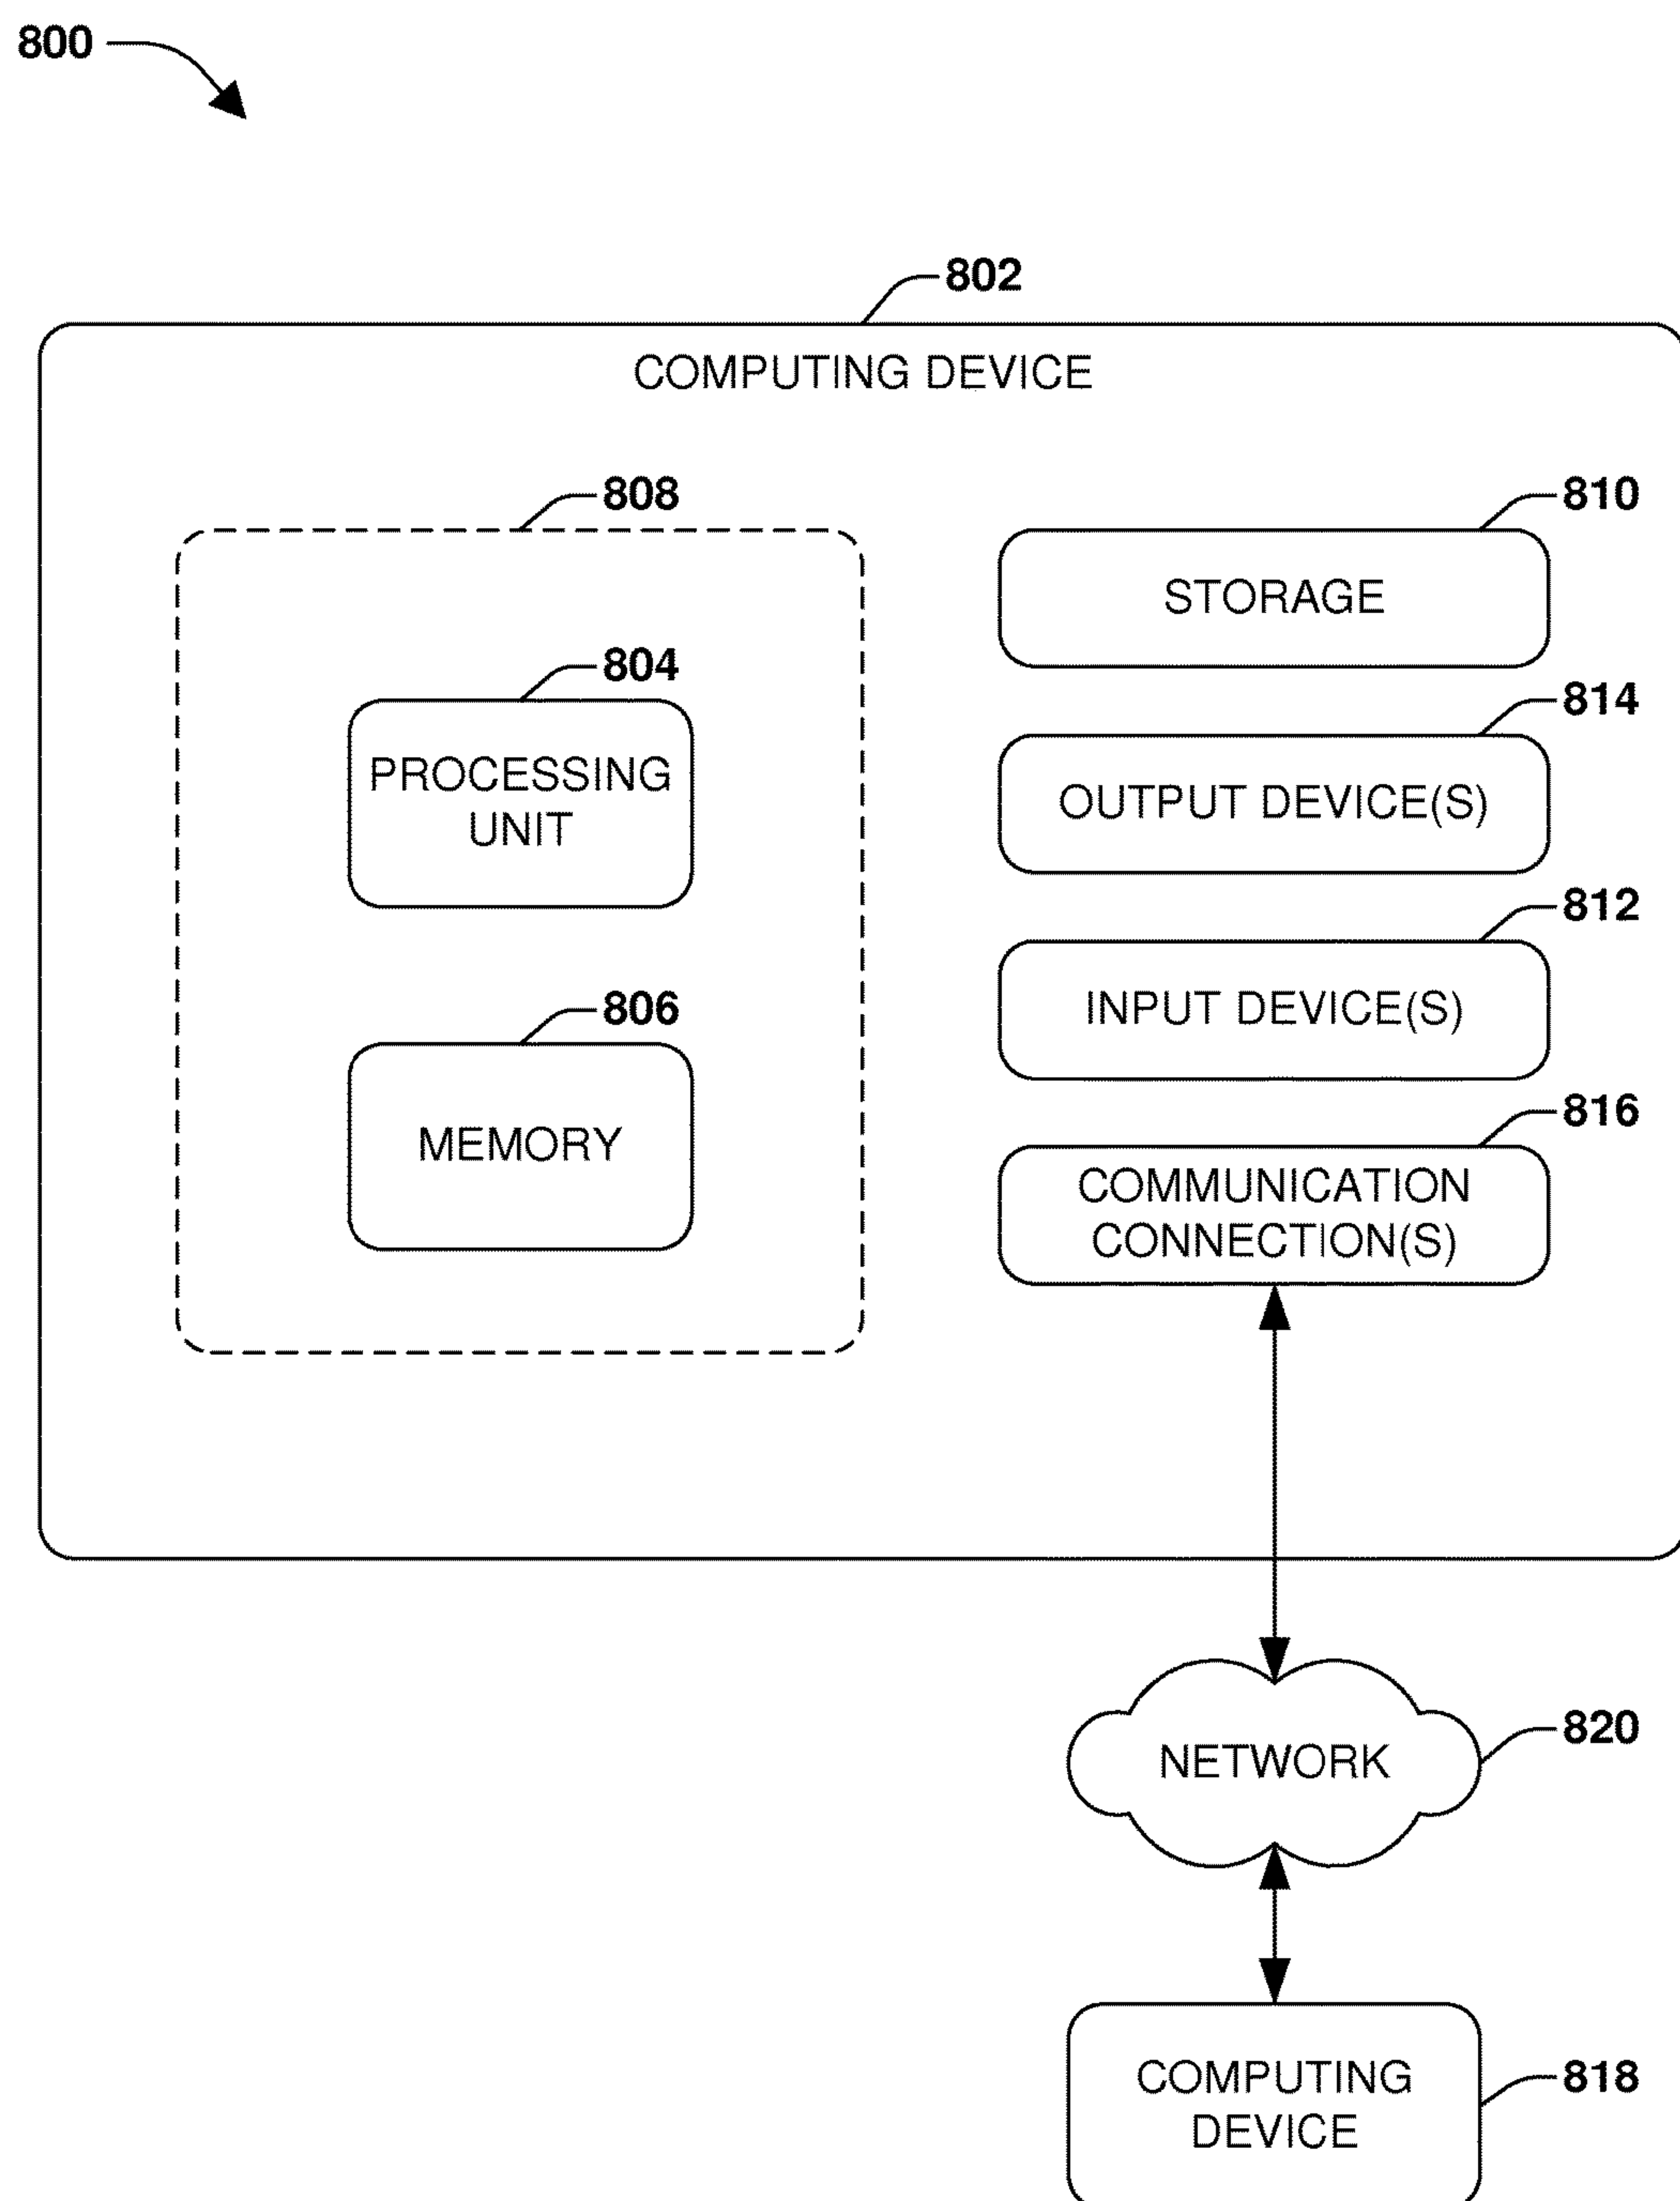 800
802
COMPUTING DEVICE
808
804
PROCESSING
UNIT
806
MEMORY
810
STORAGE
814
OUTPUT DEVICE(S)
812
INPUT DEVICE(S)
816
COMMUNICATION
CONNECTION(S)
820
NETWORK
818
COMPUTING
DEVICE